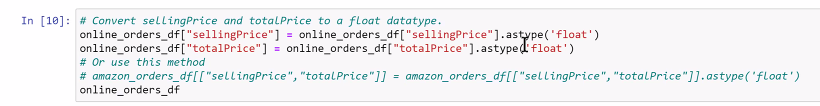 In [10]: # Convert sellingPrice and totalPrice to a float datatype.
online_orders_df["sellingPrice"] = online_orders_df["sellingPrice"].astype('float')
online_orders_df["totalPrice"] = online_orders_df["totalPrice"].astype('float')
# Or use this method
# amazon_orders_df[["sellingPrice","totalPrice"]] = amazon_orders_df[["sellingPrice","totalPrice"]].astype('float')
online_orders_df